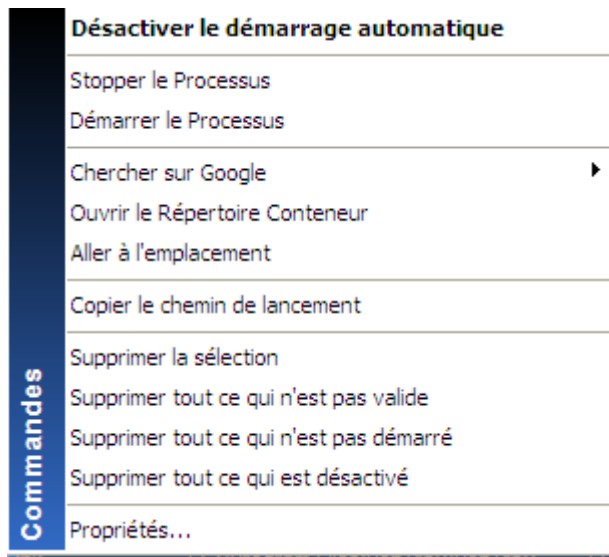 Désactiver le démarrage automatique
Stopper le Processus
Démarrer le Processus
Chercher sur Google
Ouvrir le Répertoire Conteneur
Aller à l'emplacement
Copier le chemin de lancement
Supprimer la sélection
Supprimer tout ce qui n'est pas valide
Supprimer tout ce qui n'est pas démarré
Supprimer tout ce qui est désactivé
Propriétés...
Commandes